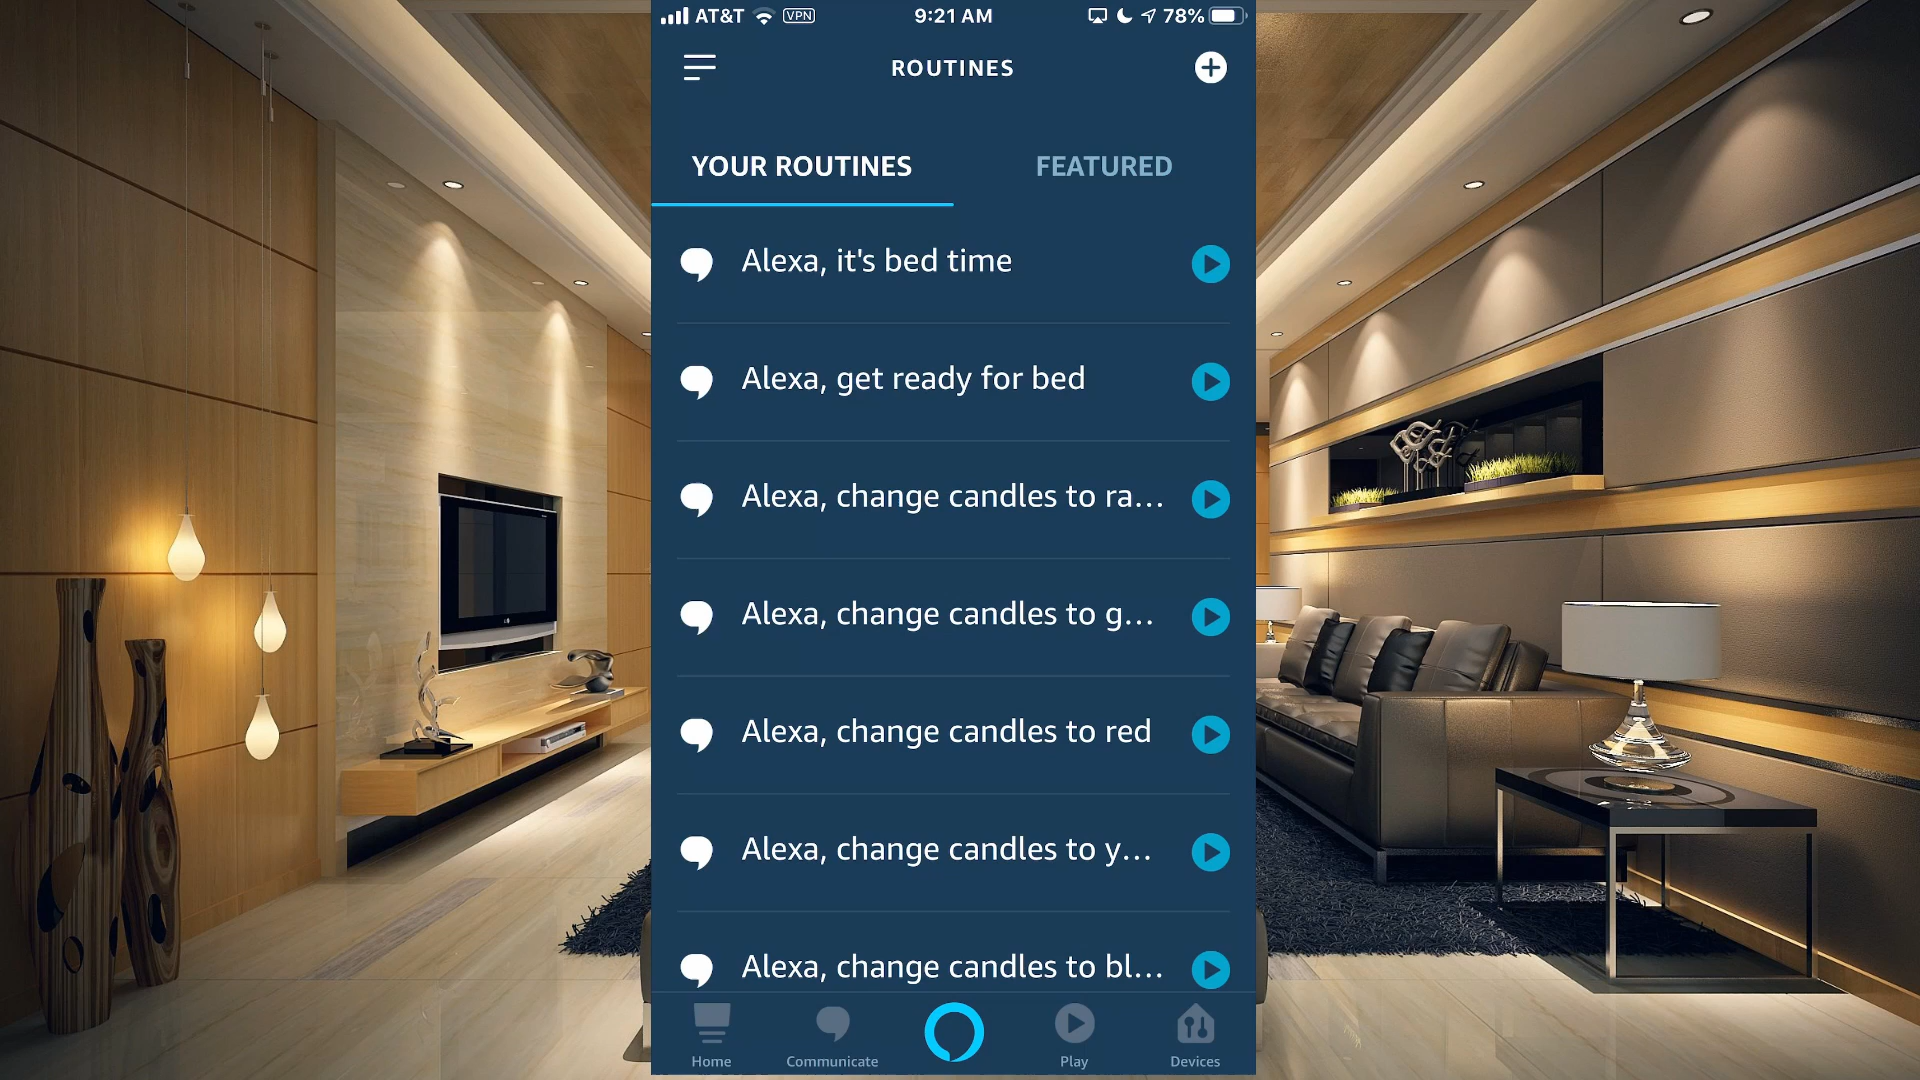 AT&T VPN 9:21 AM 78%
ROUTINES
YOUR ROUTINES FEATURED
Alexa, it's bed time
Alexa, get ready for bed
Alexa, change candles to ra...
Alexa, change candles to g...
Alexa, change candles to red
Alexa, change candles to y...
Alexa, change candles to bl...
Home Communicate Play Devices